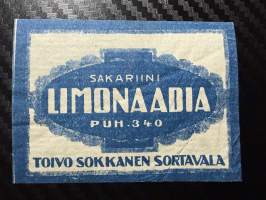 SAKARIINI
LIMONAADIA
PUH. 340
TOIVO SOKKANEN SORTAVALA